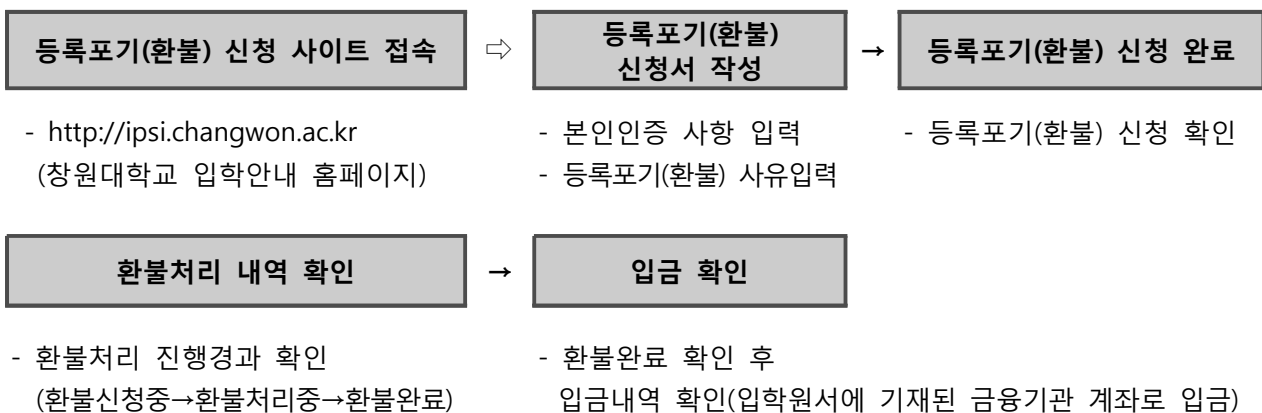 등록포기(환불) 신청 사이트 접속 ⇨ 등록포기(환불) 신청서 작성 → 등록포기(환불) 신청 완료
- http://ipsi.changwon.ac.kr
(창원대학교 입학안내 홈페이지)
- 본인인증 사항 입력
- 등록포기(환불) 사유입력
- 등록포기(환불) 신청 확인
환불처리 내역 확인 → 입금 확인
- 환불처리 진행경과 확인
(환불신청중→환불처리중→환불완료)
- 환불완료 확인 후
입금내역 확인(입학원서에 기재된 금융기관 계좌로 입금)